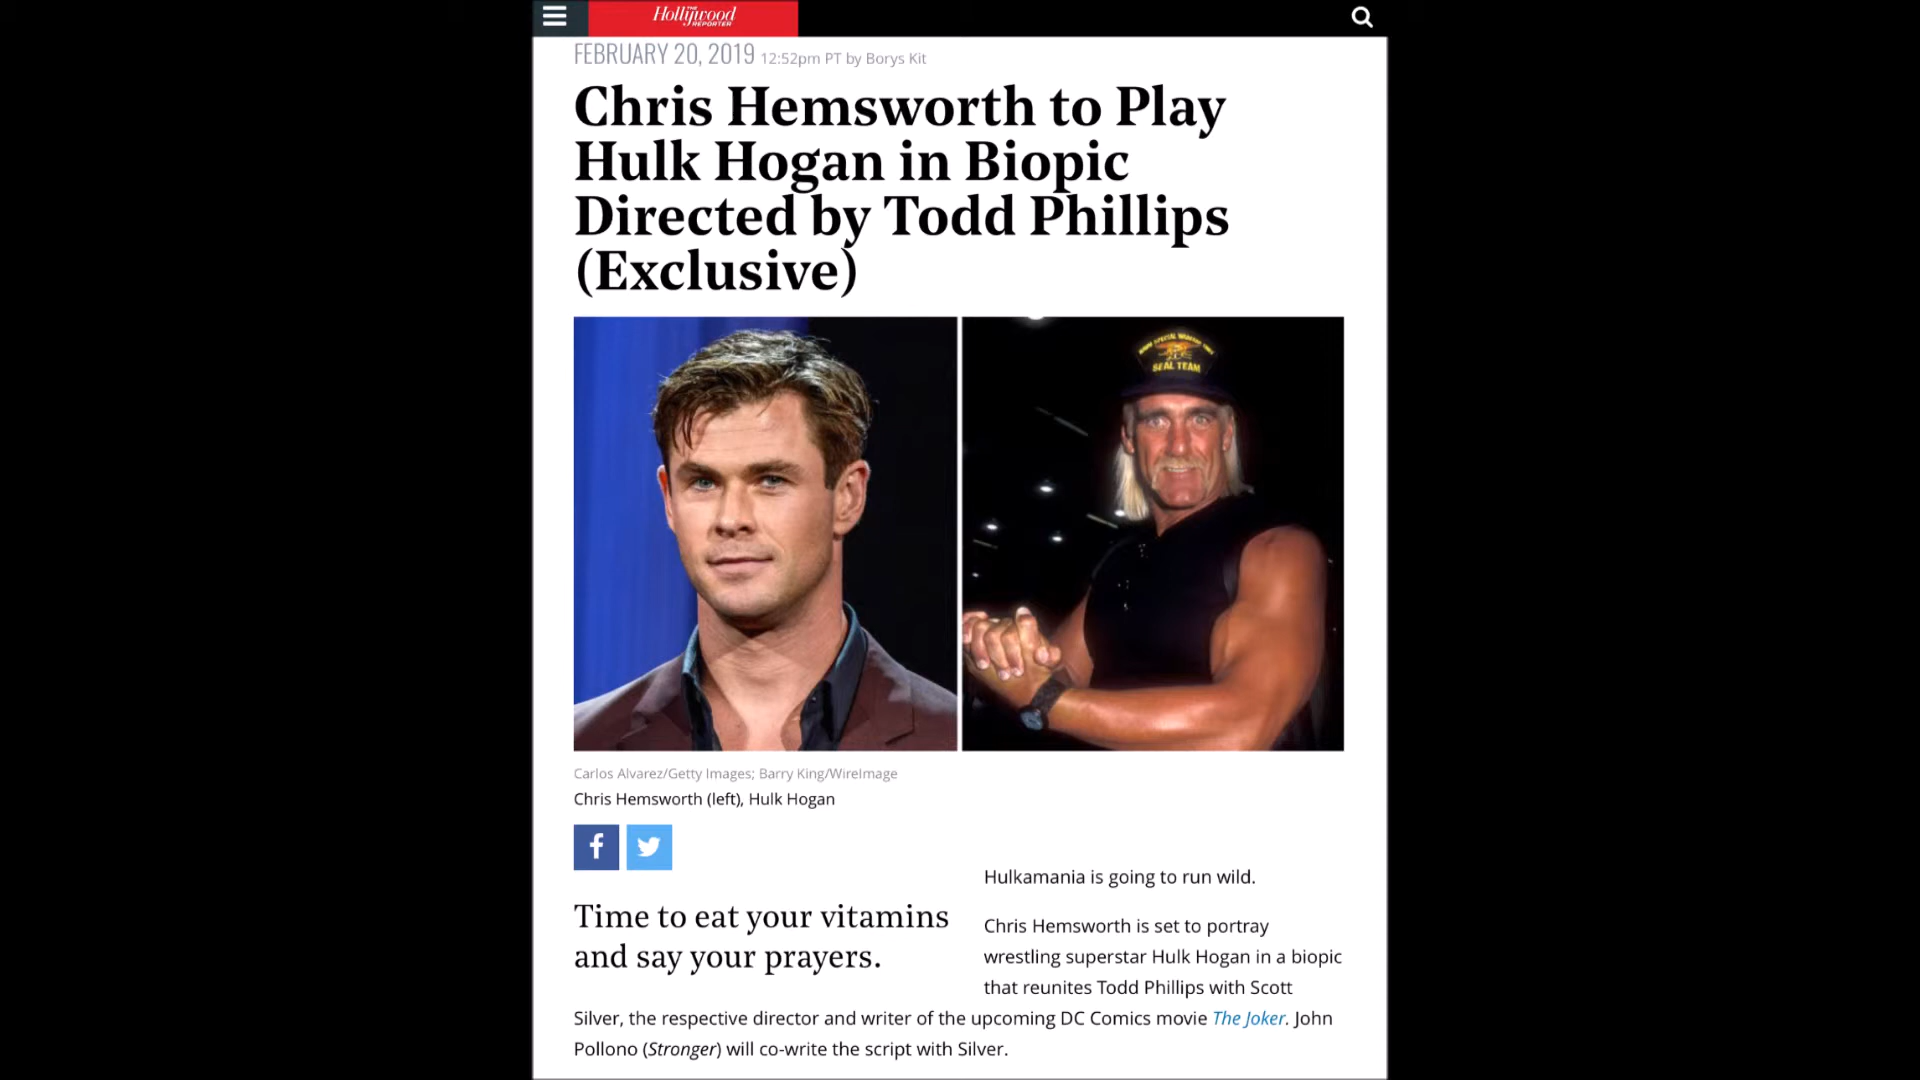 The Hollywood REPORTER
FEBRUARY 20, 2019 12:52pm PT by Borys Kit
Chris Hemsworth to Play
Hulk Hogan in Biopic
Directed by Todd Phillips
(Exclusive)
SEAL TEAM
Carlos Alvarez/Getty Images; Barry King/WireImage
Chris Hemsworth (left), Hulk Hogan
Time to eat your vitamins
and say your prayers.
Hulkamania is going to run wild.
Chris Hemsworth is set to portray
wrestling superstar Hulk Hogan in a biopic
that reunites Todd Phillips with Scott
Silver, the respective director and writer of the upcoming DC Comics movie The Joker. John
Pollono (Stronger) will co-write the script with Silver.